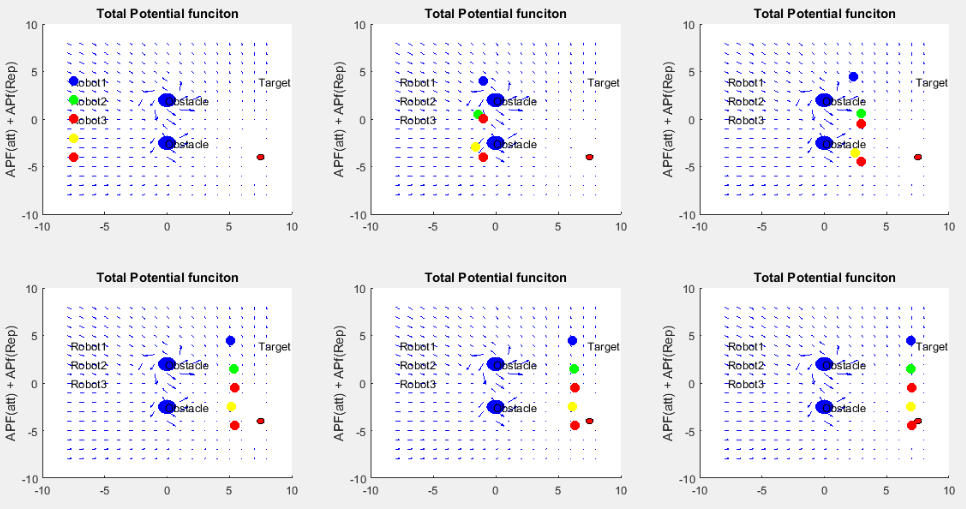 Total Potential funciton
APF(att) + APf(Rep)
10
5
0
-5
-10
Robot1
Robot2
Robot3
Obstacle
Obstacle
Target
-10 -5 0 5 10
Total Potential funciton
APF(att) + APf(Rep)
10
5
0
-5
-10
Robot1
Robot2
Robot3
Obstacle
Obstacle
Target
-10 -5 0 5 10
Total Potential funciton
APF(att) + APf(Rep)
10
5
0
-5
-10
Robot1
Robot2
Robot3
Obstacle
Obstacle
Target
-10 -5 0 5 10
Total Potential funciton
APF(att) + APf(Rep)
10
5
0
-5
-10
Robot1
Robot2
Robot3
Obstacle
Obstacle
Target
-10 -5 0 5 10
Total Potential funciton
APF(att) + APf(Rep)
10
5
0
-5
-10
Robot1
Robot2
Robot3
Obstacle
Obstacle
Target
-10 -5 0 5 10
Total Potential funciton
APF(att) + APf(Rep)
10
5
0
-5
-10
Robot1
Robot2
Robot3
Obstacle
Obstacle
Target
-10 -5 0 5 10